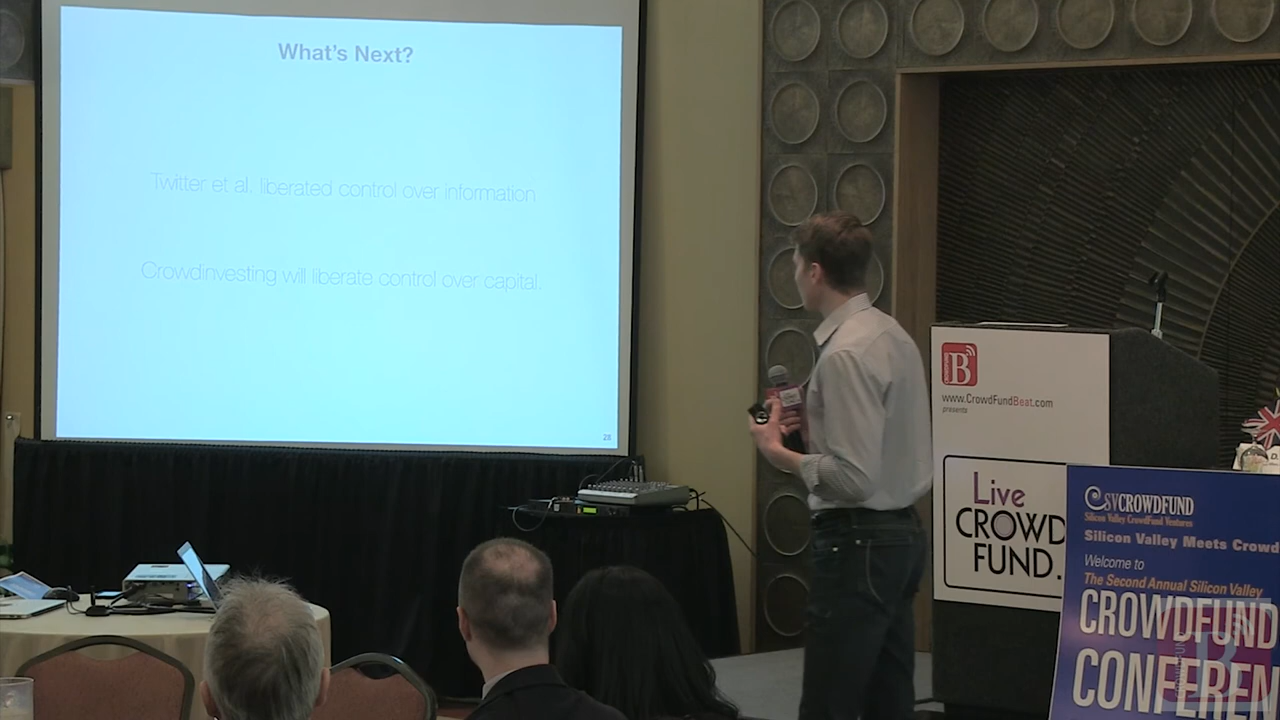 What's Next?
Twitter et al. liberated control over information
Crowdinvesting will liberate control over capital.
28
B
www.CrowdFundBeat.com
presents
Live
CROWD
FUND.
SVCROWDFUND
Silicon Valley CrowdFund Ventures
Silicon Valley Meets Crowd
Welcome to
The Second Annual Silicon Valley
CROWDFUND
CONFEREN
B